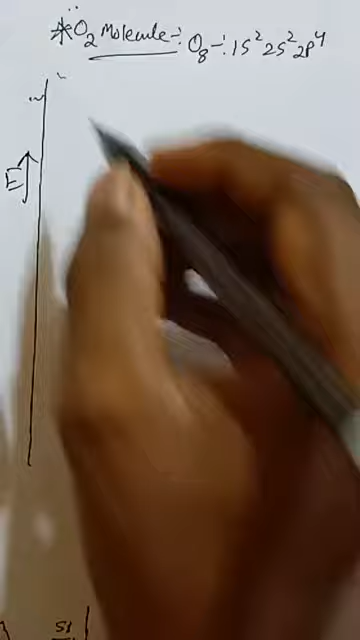 *O₂ Molecule-: O₈-: 1S² 2S² 2P⁴
E↑